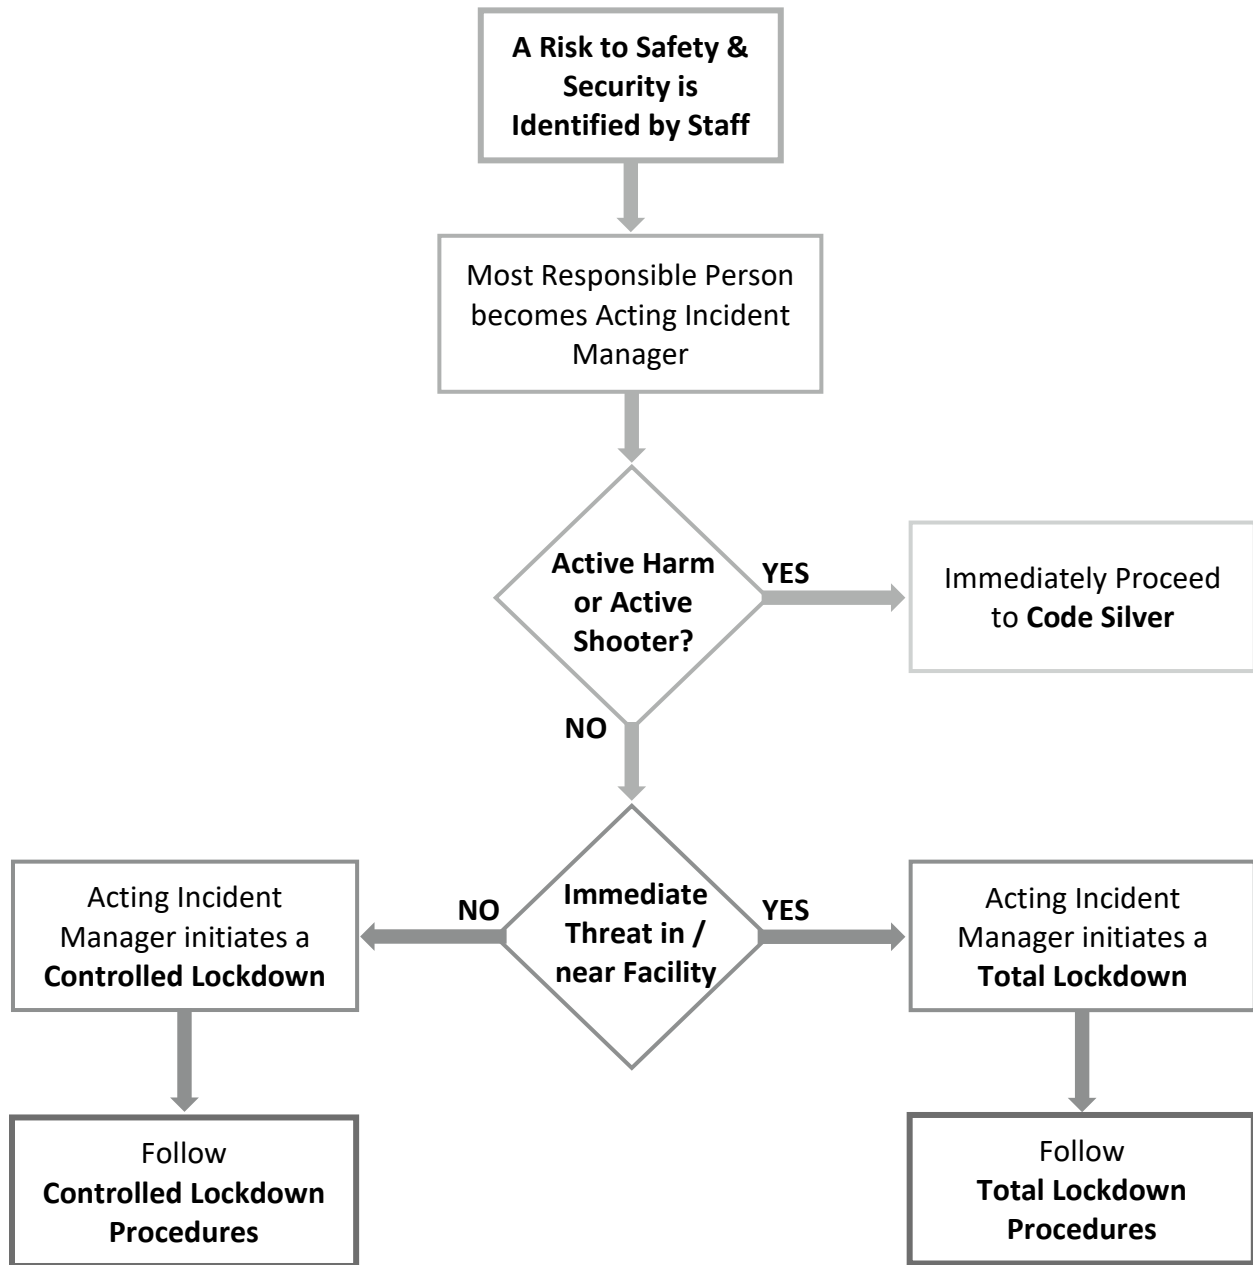 A Risk to Safety &
Security is
Identified by Staff
Most Responsible Person
becomes Acting Incident
Manager
Active Harm
or Active
Shooter?
YES
Immediately Proceed
to Code Silver
NO
Immediate
Threat in /
near Facility
NO
YES
Acting Incident
Manager initiates a
Controlled Lockdown
Acting Incident
Manager initiates a
Total Lockdown
Follow
Controlled Lockdown
Procedures
Follow
Total Lockdown
Procedures